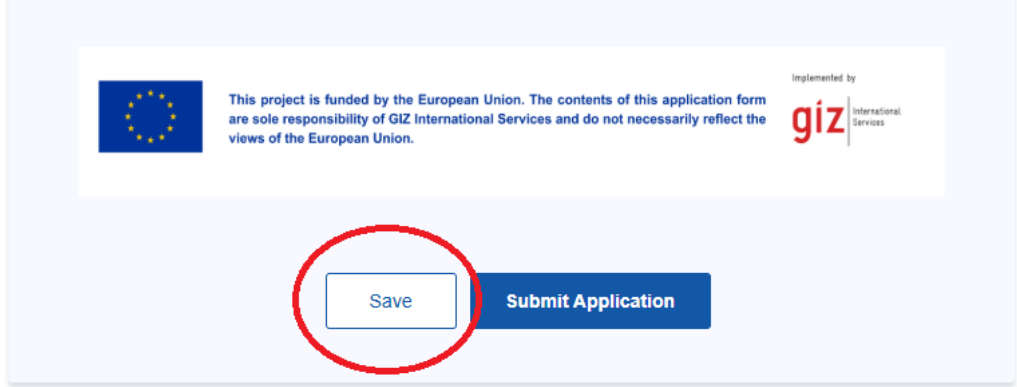 Implemented by
This project is funded by the European Union. The contents of this application form
are sole responsibility of GIZ International Services and do not necessarily reflect the
views of the European Union.
giz International
Services
Save
Submit Application